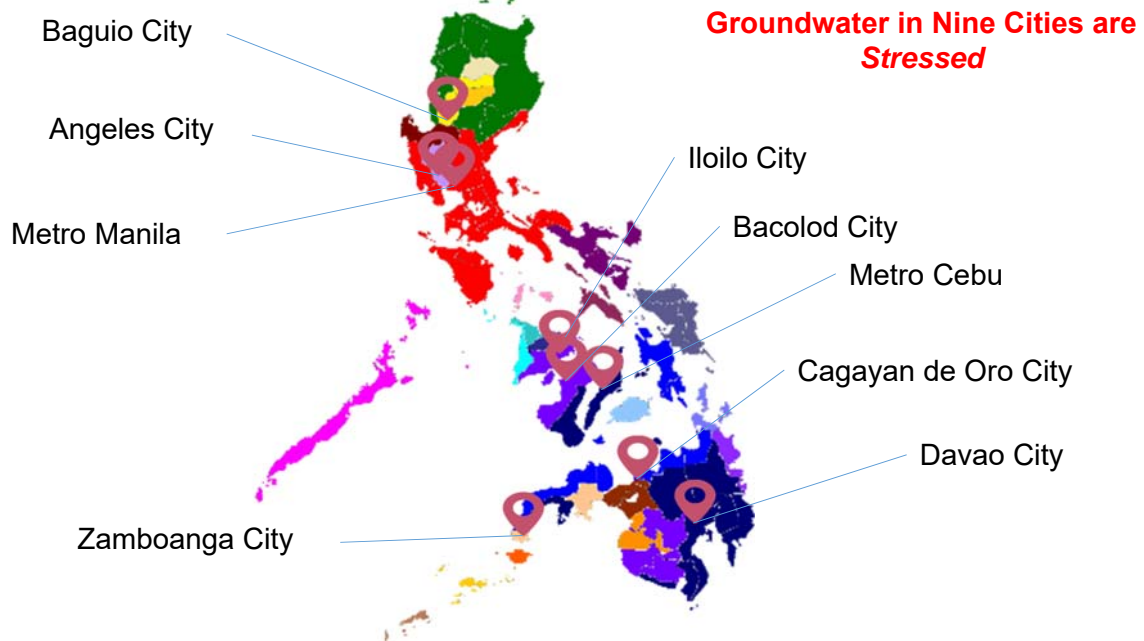 Groundwater in Nine Cities are
Stressed
Baguio City
Angeles City
Metro Manila
Iloilo City
Bacolod City
Metro Cebu
Cagayan de Oro City
Davao City
Zamboanga City